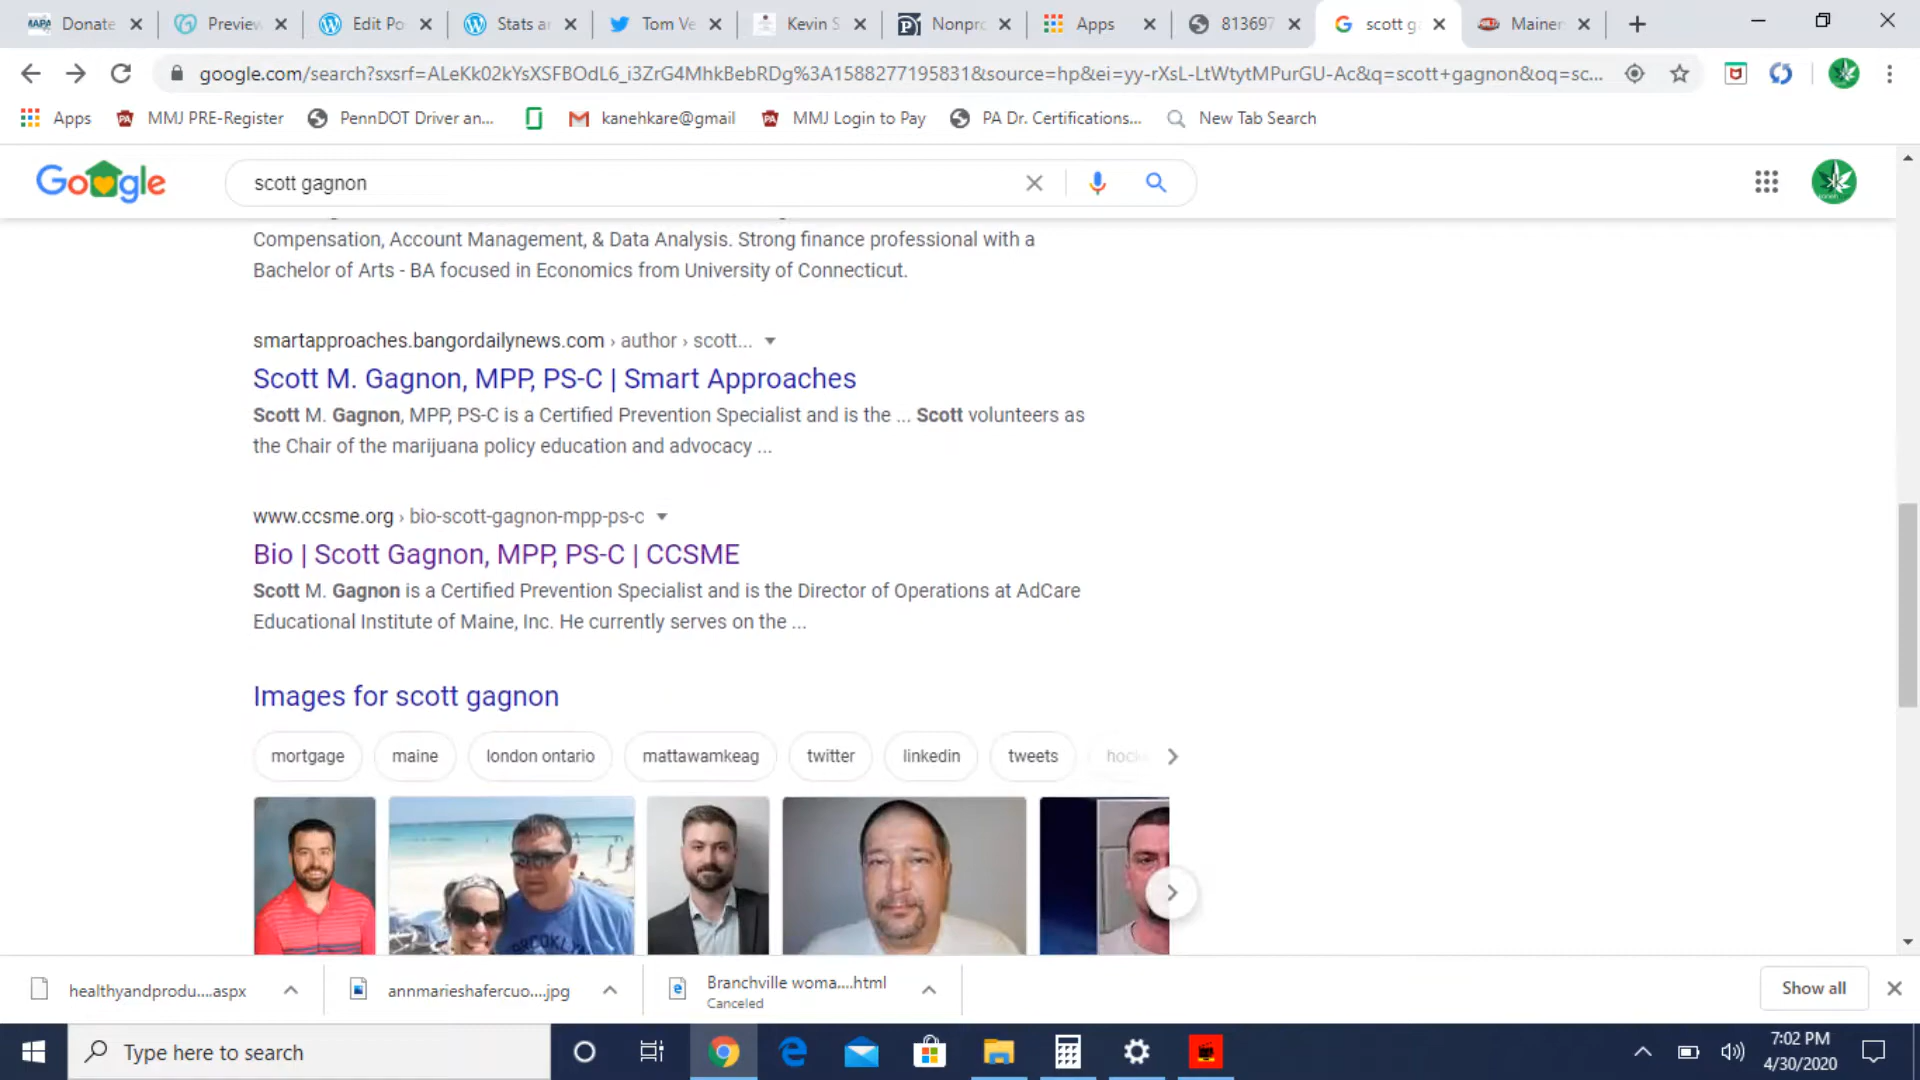 Donate
Preview
Edit Po
Stats a
Tom Ve
Kevin S
Nonpro
Apps
813697
scott g
Mainer
google.com/search?sxsrf=ALeKk02kYsXSFBOdL6_i3ZrG4MhkBebRDg%3A1588277195831&source=hp&ei=yy-rXsL-LtWtytMPurGU-Ac&q=scott+gagnon&oq=sc...
Apps
MMJ PRE-Register
PennDOT Driver an...
kanehkare@gmail
MMJ Login to Pay
PA Dr. Certifications...
New Tab Search
Google
scott gagnon
Compensation, Account Management, & Data Analysis. Strong finance professional with a
Bachelor of Arts - BA focused in Economics from University of Connecticut.
smartapproaches.bangordailynews.com › author › scott...
Scott M. Gagnon, MPP, PS-C | Smart Approaches
Scott M. Gagnon, MPP, PS-C is a Certified Prevention Specialist and is the ... Scott volunteers as
the Chair of the marijuana policy education and advocacy ...
www.ccsme.org › bio-scott-gagnon-mpp-ps-c
Bio | Scott Gagnon, MPP, PS-C | CCSME
Scott M. Gagnon is a Certified Prevention Specialist and is the Director of Operations at AdCare
Educational Institute of Maine, Inc. He currently serves on the ...
Images for scott gagnon
mortgage
maine
london ontario
mattawamkeag
twitter
linkedin
tweets
hock
BROOKLY
healthyandprodu....aspx
annmarieshafercuo....jpg
Branchville woma....html
Canceled
Show all
Type here to search
7:02 PM
4/30/2020